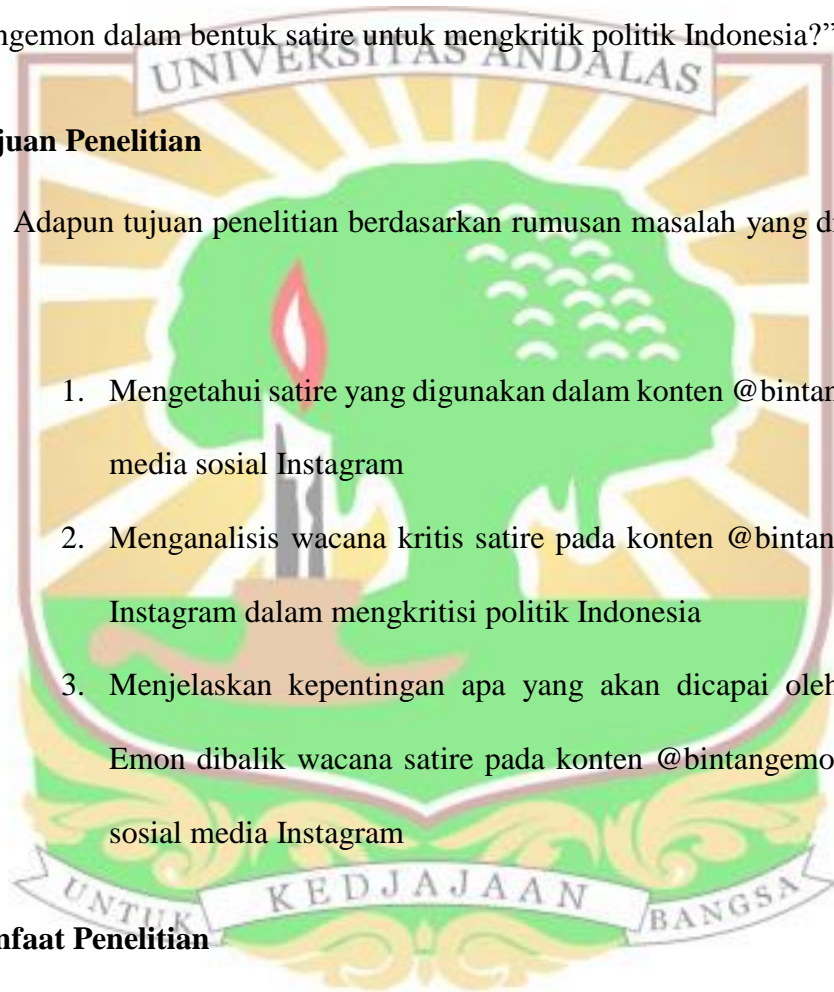 ngemon dalam bentuk satire untuk mengkritik politik Indonesia?”
UNIVERSITAS ANDALAS
juan Penelitian
Adapun tujuan penelitian berdasarkan rumusan masalah yang di
1. Mengetahui satire yang digunakan dalam konten @bintan
media sosial Instagram
2. Menganalisis wacana kritis satire pada konten @bintan
Instagram dalam mengkritisi politik Indonesia
3. Menjelaskan kepentingan apa yang akan dicapai oleh
Emon dibalik wacana satire pada konten @bintangemo
sosial media Instagram
UNTUK KEDJAJAAN BANGSA
nfaat Penelitian